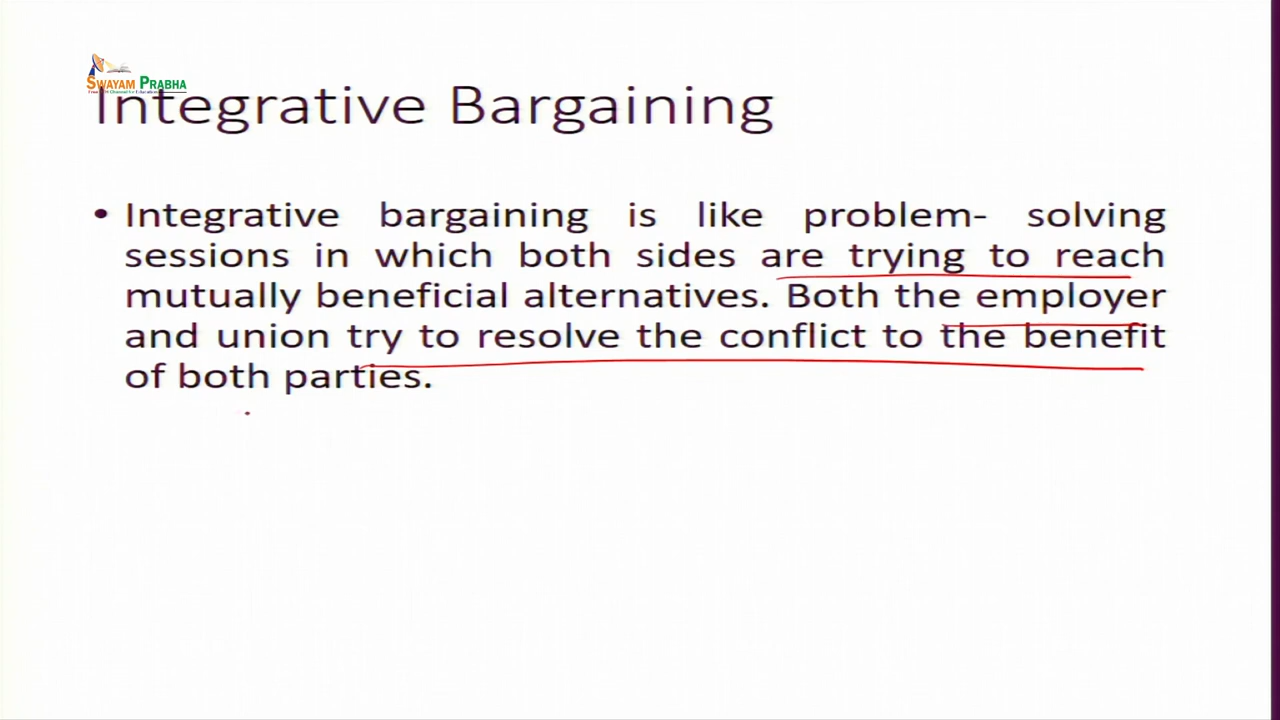 SWAYAM PRABHA
Integrative Bargaining
• Integrative bargaining is like problem- solving
sessions in which both sides are trying to reach
mutually beneficial alternatives. Both the employer
and union try to resolve the conflict to the benefit
of both parties.